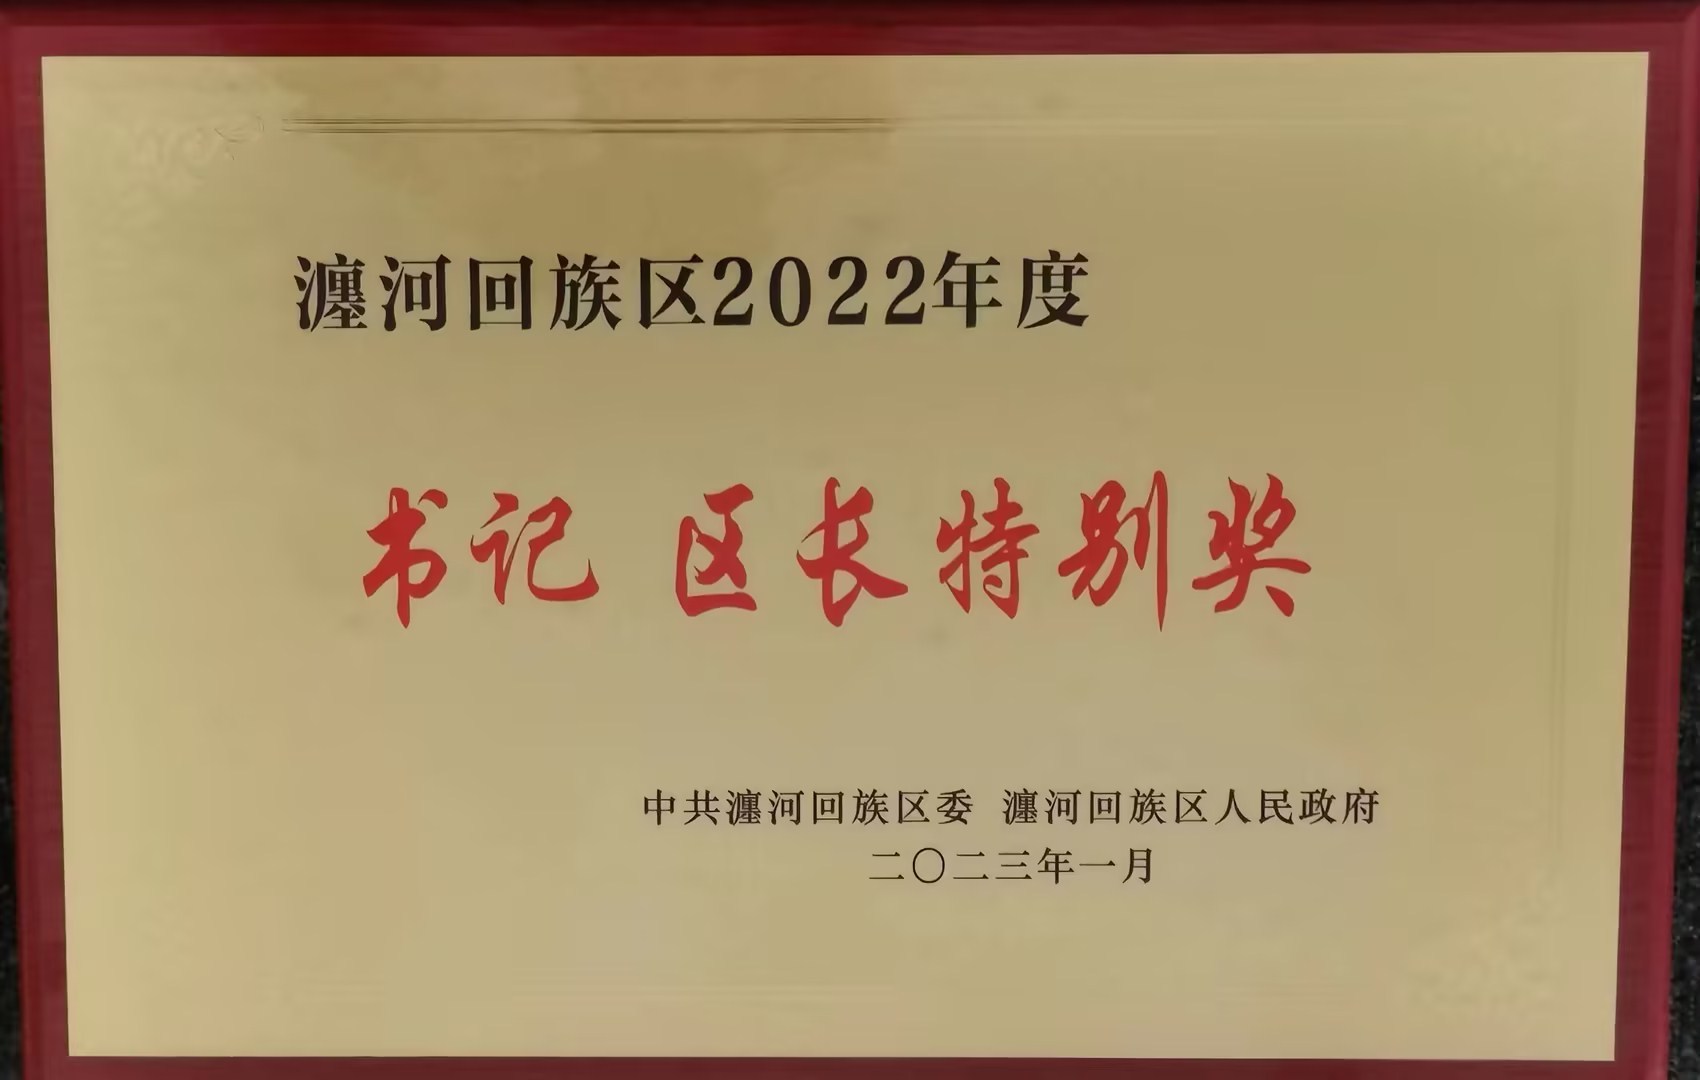 瀍河回族区2022年度
书记 区长特别奖
中共瀍河回族区委 瀍河回族区人民政府
二〇二三年一月